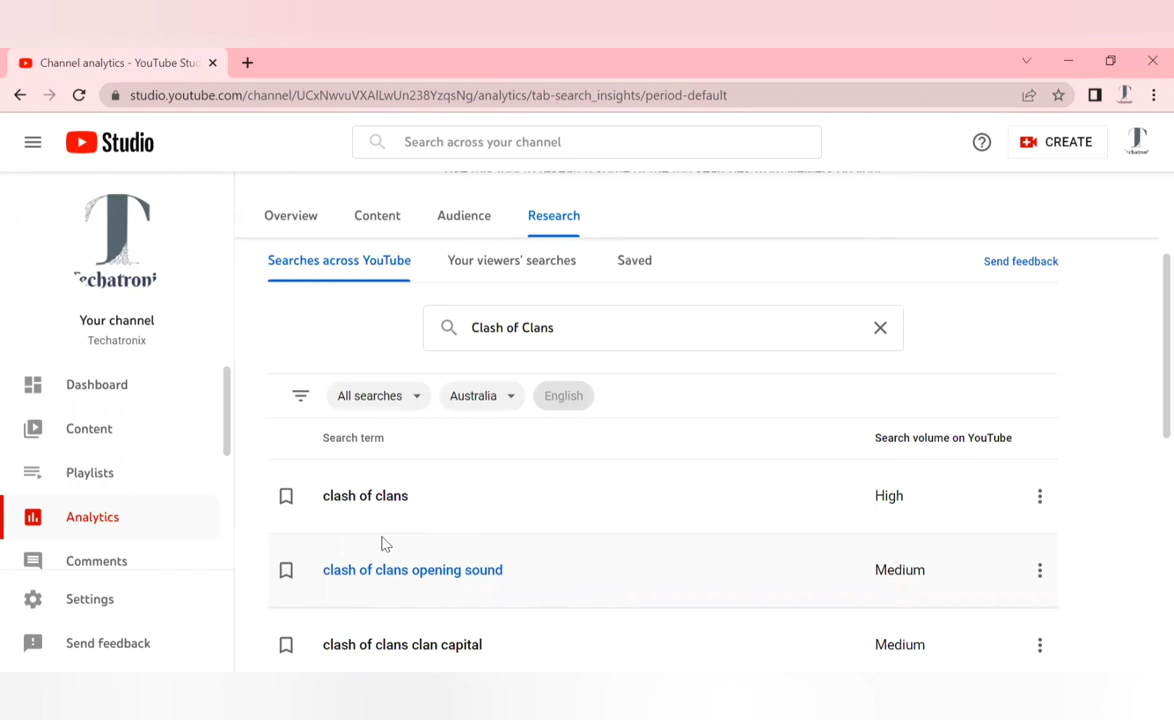 Channel analytics - YouTube Stu
studio.youtube.com/channel/UCxNwvuVXAlLwUn238YzqsNg/analytics/tab-search_insights/period-default
Studio
Search across your channel
CREATE
echatroni
Your channel
Techatronix
Dashboard
Content
Playlists
Analytics
Comments
Settings
Send feedback
Overview Content Audience Research
Searches across YouTube Your viewers' searches Saved Send feedback
Clash of Clans
All searches Australia English
Search term Search volume on YouTube
clash of clans High
clash of clans opening sound Medium
clash of clans clan capital Medium